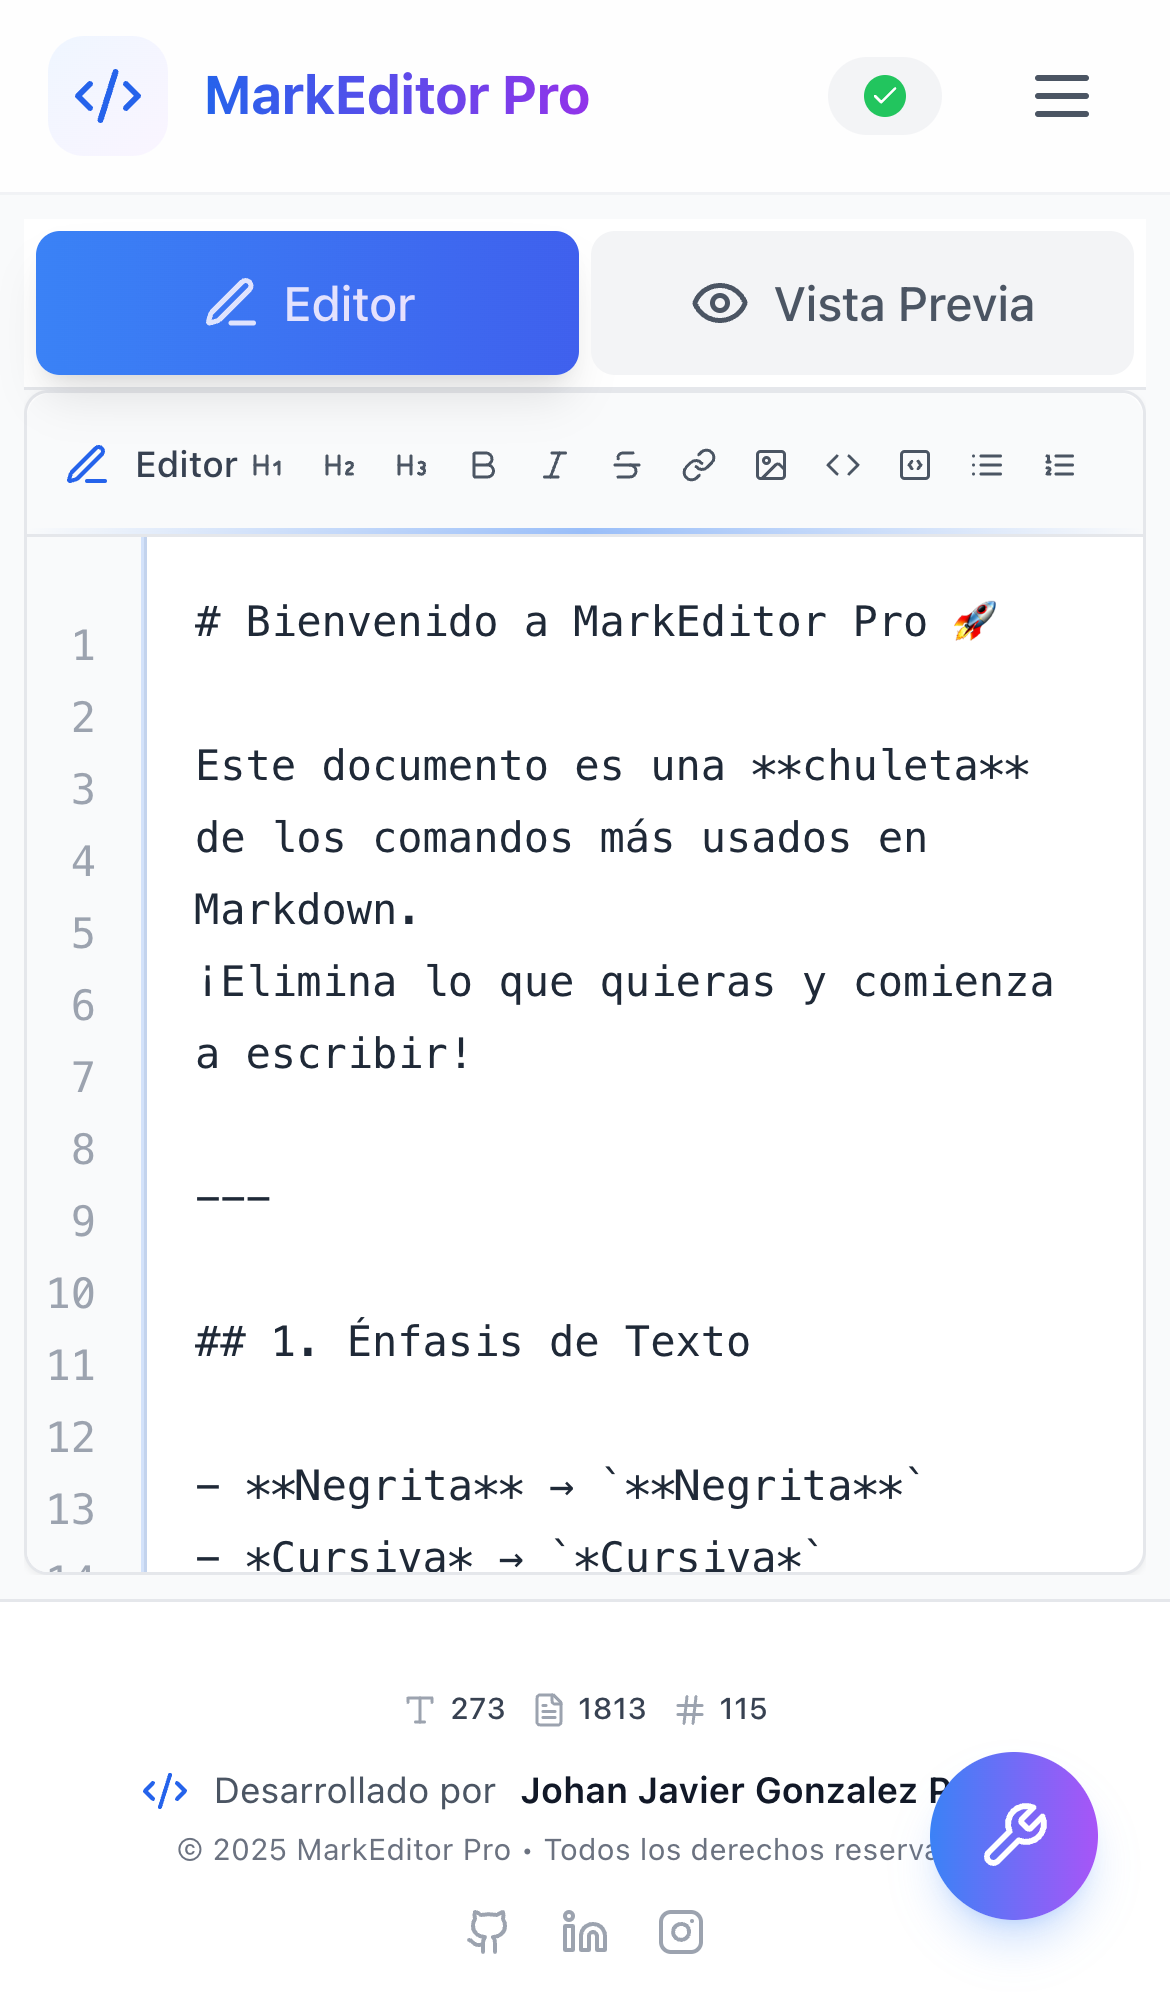 MarkEditor Pro
Editor
Vista Previa
Editor H1 H2 H3 B I S
1
2
3
4
5
6
7
8
9
10
11
12
13
# Bienvenido a MarkEditor Pro 🚀
Este documento es una **chuleta**
de los comandos más usados en
Markdown.
¡Elimina lo que quieras y comienza
a escribir!
---
## 1. Énfasis de Texto
- **Negrita** → `**Negrita**`
- *Cursiva* → `*Cursiva*`
273 1813 # 115
</> Desarrollado por Johan Javier Gonzalez
© 2025 MarkEditor Pro • Todos los derechos